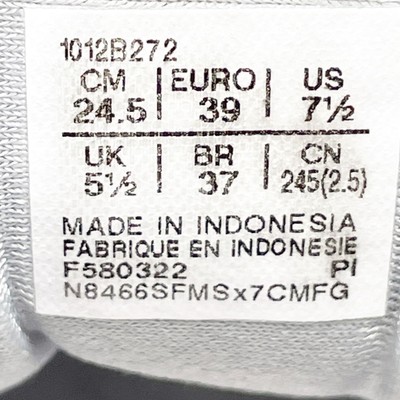 1012B272
CM | EURO | US
24.5 | 39 | 7½
UK | BR | CN
5½ | 37 | 245(2.5)
MADE IN INDONESIA
FABRIQUE EN INDONESIE
F580322 PI
N8466SFMSx7CMFG